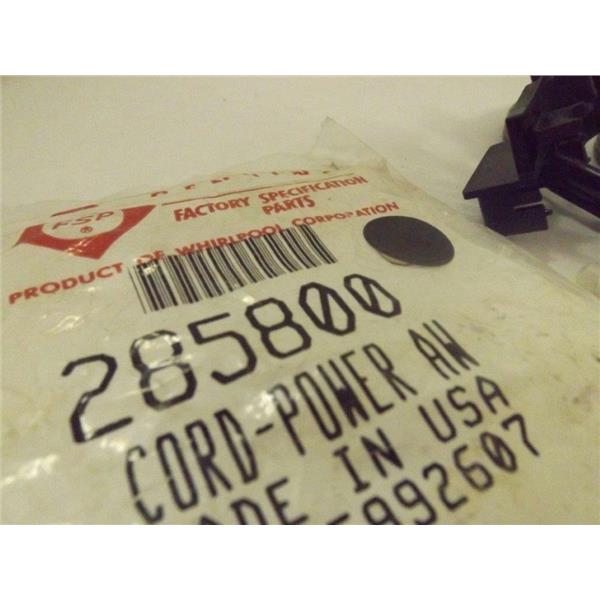 FSP
®
FACTORY SPECIFICATION
PARTS
PRODUCT OF WHIRLPOOL CORPORATION
285800
CORD-POWER AW
IN USA
-992607